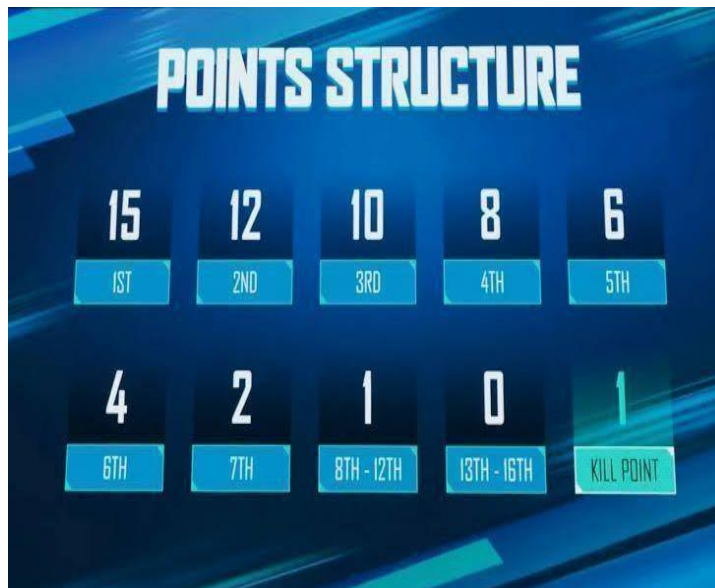 POINTS STRUCTURE
15 12 10 8 6
1ST 2ND 3RD 4TH 5TH
4 2 1 0 1
6TH 7TH 8TH - 12TH 13TH - 16TH KILL POINT